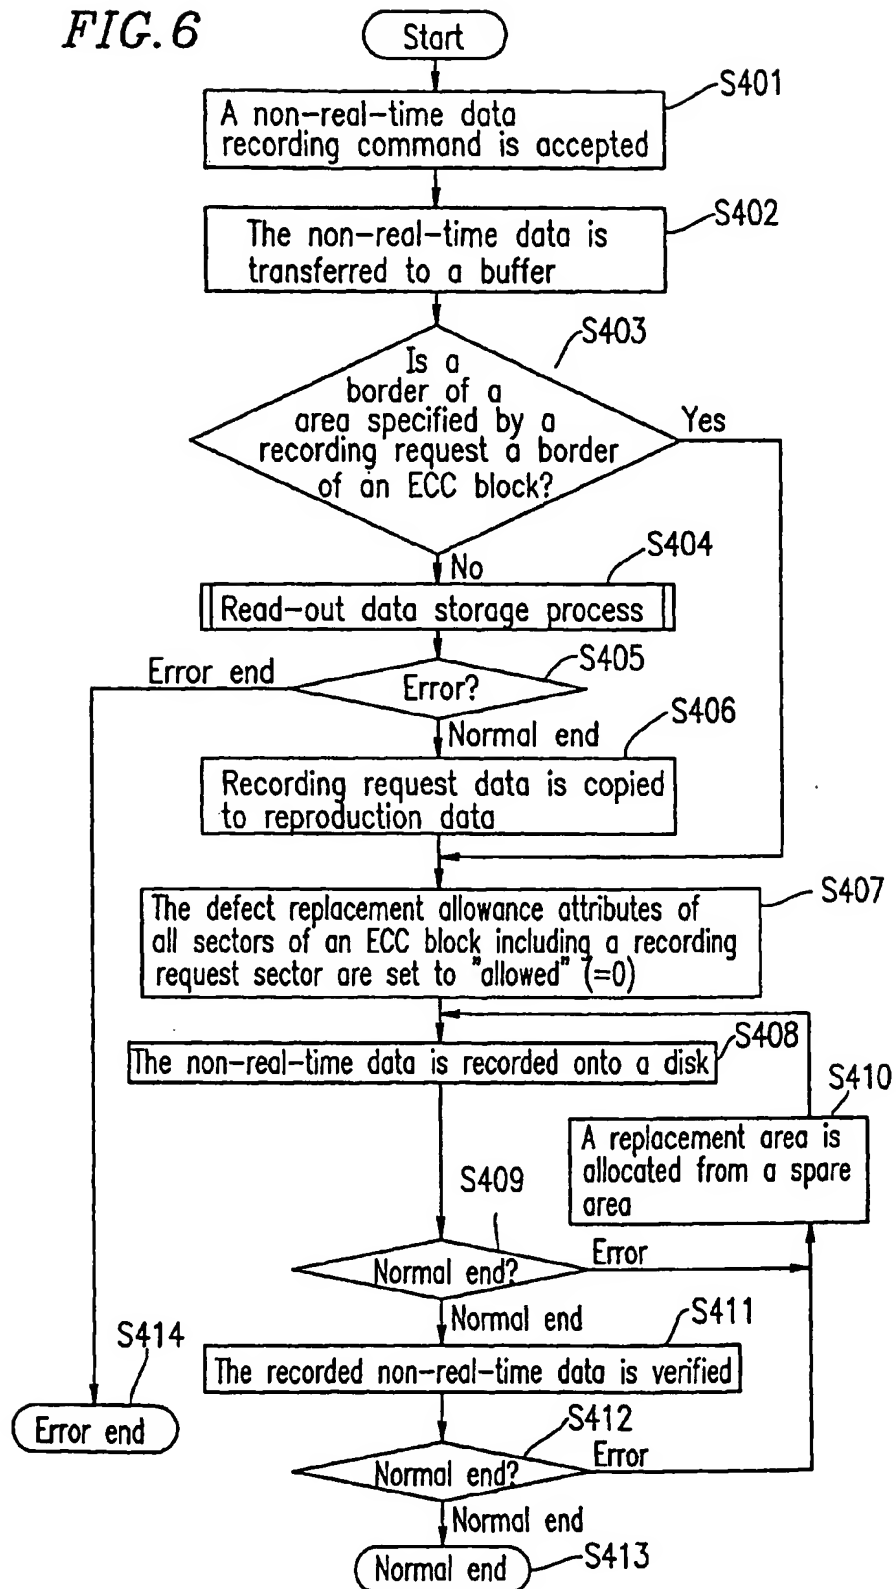 FIG.6
Start
S401
A non-real-time data
recording command is accepted
S402
The non-real-time data is
transferred to a buffer
S403
Is a
border of a
area specified by a
recording request a border
of an ECC block?
Yes
No
S404
Read-out data storage process
S405
Error end
Error?
Normal end
S406
Recording request data is copied
to reproduction data
S407
The defect replacement allowance attributes of
all sectors of an ECC block including a recording
request sector are set to "allowed" (=0)
S408
The non-real-time data is recorded onto a disk
S410
A replacement area is
allocated from a spare
area
S409
Normal end?
Error
Normal end
S411
The recorded non-real-time data is verified
S414
Error end
S412
Normal end?
Error
Normal end
Normal end
S413